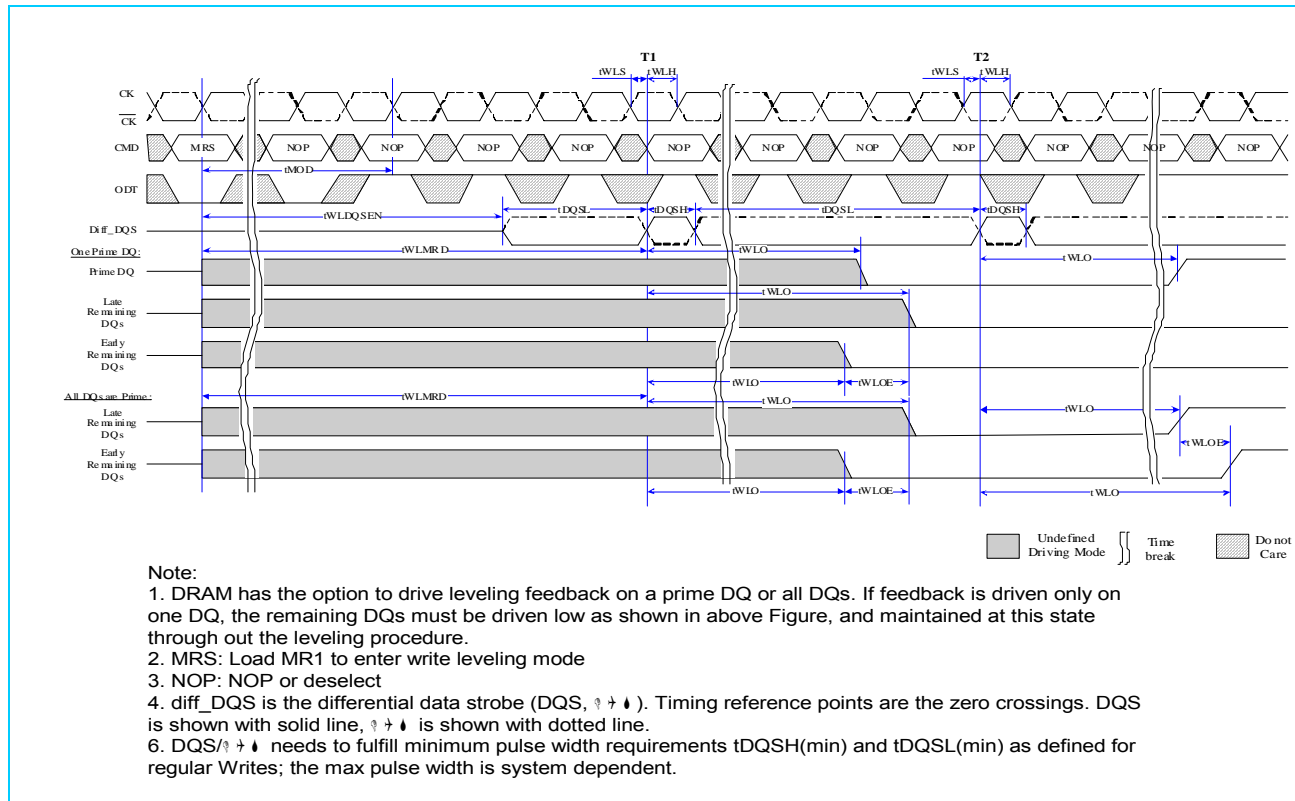 T1
T2
tWLS
tWLH
tWLS
tWLH
CK
CK
CMD
MRS
NOP
NOP
NOP
NOP
NOP
NOP
NOP
NOP
NOP
NOP
NOP
tMOD
ODT
tWLDQSEN
tDQSL
tDQSH
tDQSL
tDQSH
Diff_DQS
tWLMRD
tWLO
tWLO
One Prime DQ:
Prime DQ
tWLO
Late
Remaining
DQs
Early
Remaining
DQs
tWLO
tWLOE
All DQs are Prime:
tWLMRD
tWLO
tWLO
Late
Remaining
DQs
tWLOE
Early
Remaining
DQs
tWLO
tWLOE
tWLO
Undefined
Driving Mode
Time
break
Do not
Care
Note:
1. DRAM has the option to drive leveling feedback on a prime DQ or all DQs. If feedback is driven only on
one DQ, the remaining DQs must be driven low as shown in above Figure, and maintained at this state
through out the leveling procedure.
2. MRS: Load MR1 to enter write leveling mode
3. NOP: NOP or deselect
4. diff_DQS is the differential data strobe (DQS, ). Timing reference points are the zero crossings. DQS
is shown with solid line, is shown with dotted line.
6. DQS/ needs to fulfill minimum pulse width requirements tDQSH(min) and tDQSL(min) as defined for
regular Writes; the max pulse width is system dependent.